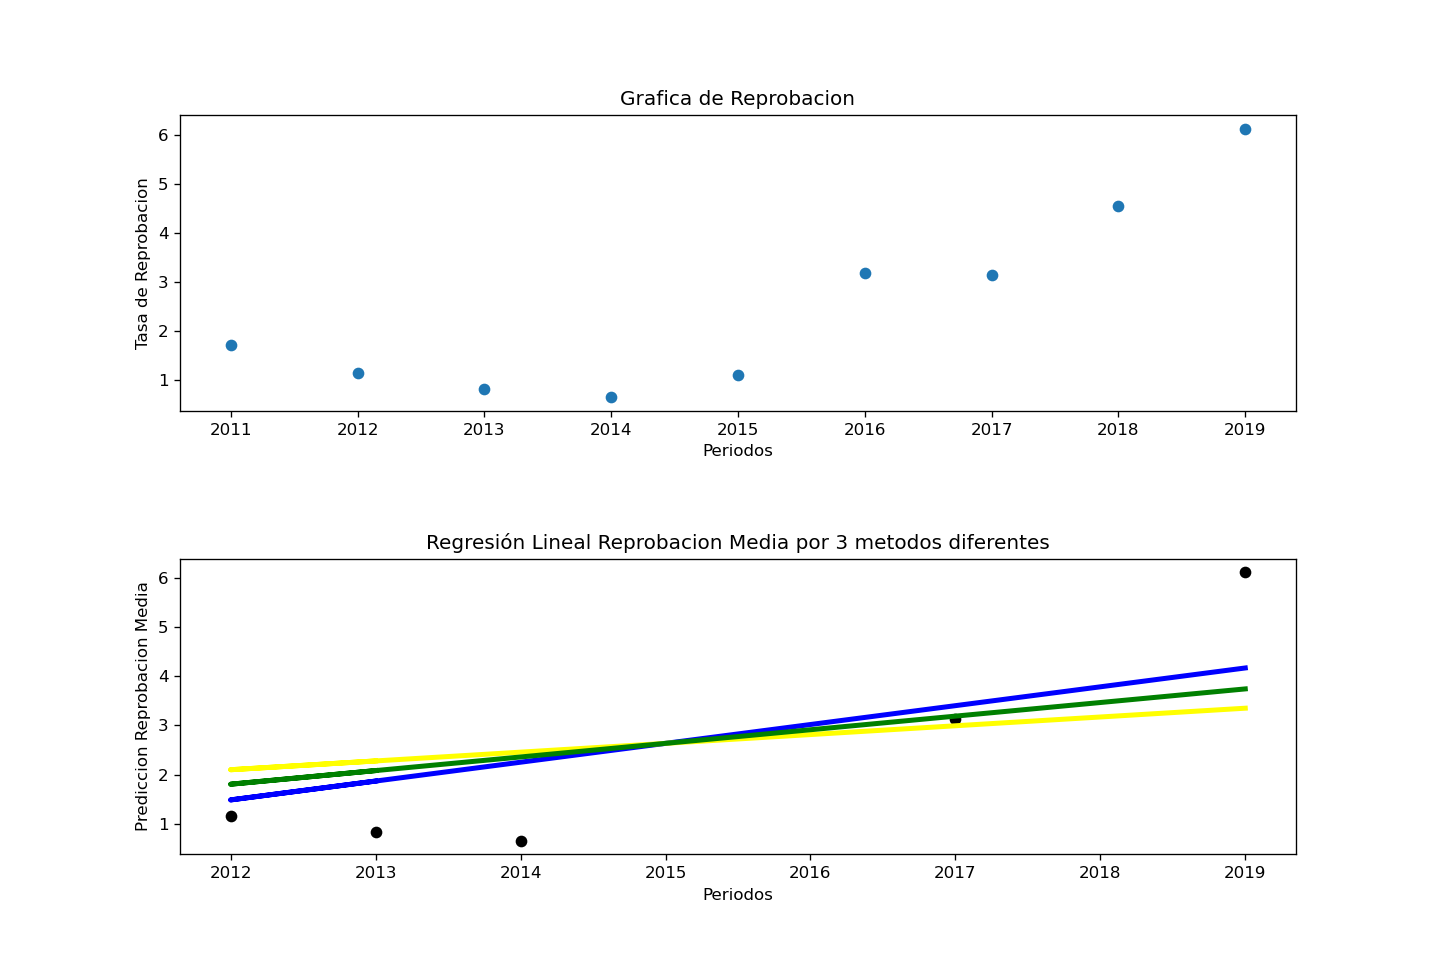 Grafica de Reprobacion
Tasa de Reprobacion
6
5
4
3
2
1
2011 2012 2013 2014 2015 2016 2017 2018 2019
Periodos
Regresión Lineal Reprobacion Media por 3 metodos diferentes
Prediccion Reprobacion Media
6
5
4
3
2
1
2012 2013 2014 2015 2016 2017 2018 2019
Periodos